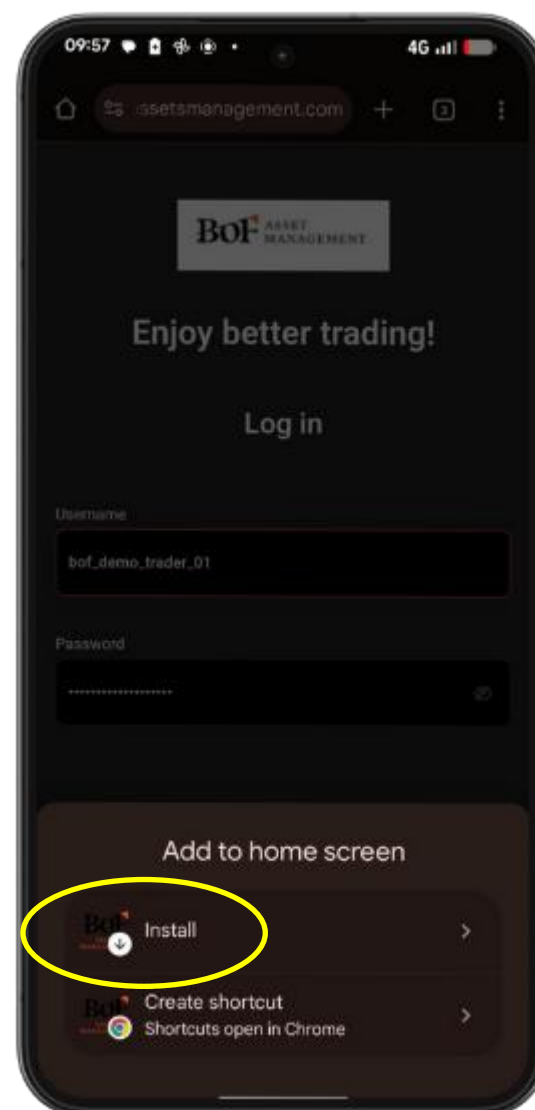 09:57
4G
ssetsmanagement.com
3
BOF ASSET
MANAGEMENT
Enjoy better trading!
Log in
Username
bof_demo_trader_01
Password
Add to home screen
Install
Create shortcut
Shortcuts open in Chrome